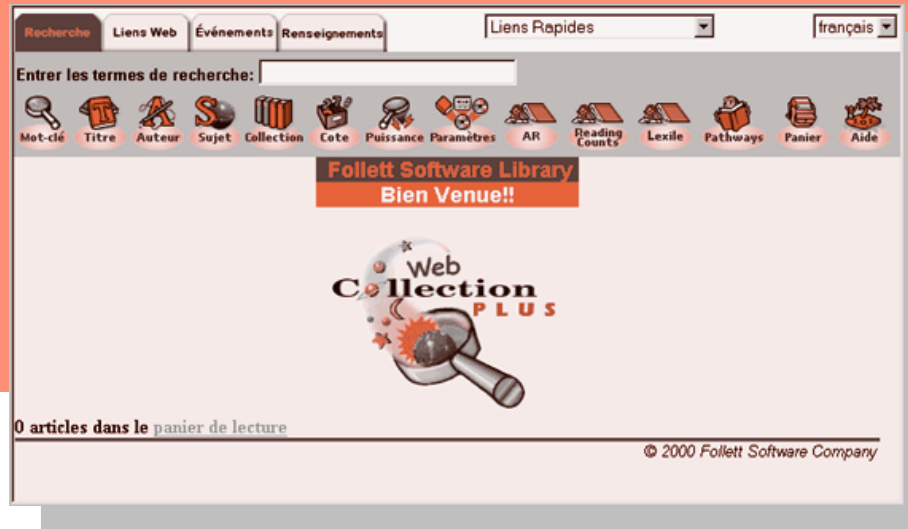 Recherche Liens Web Événements Renseignements Liens Rapides français
Entrer les termes de recherche:
Mot-clé Titre Auteur Sujet Collection Cote Puissance Paramètres AR Reading Counts Lexile Pathways Panier Aide
Follett Software Library
Bien Venue!!
Web
Collection
PLUS
0 articles dans le panier de lecture
© 2000 Follett Software Company